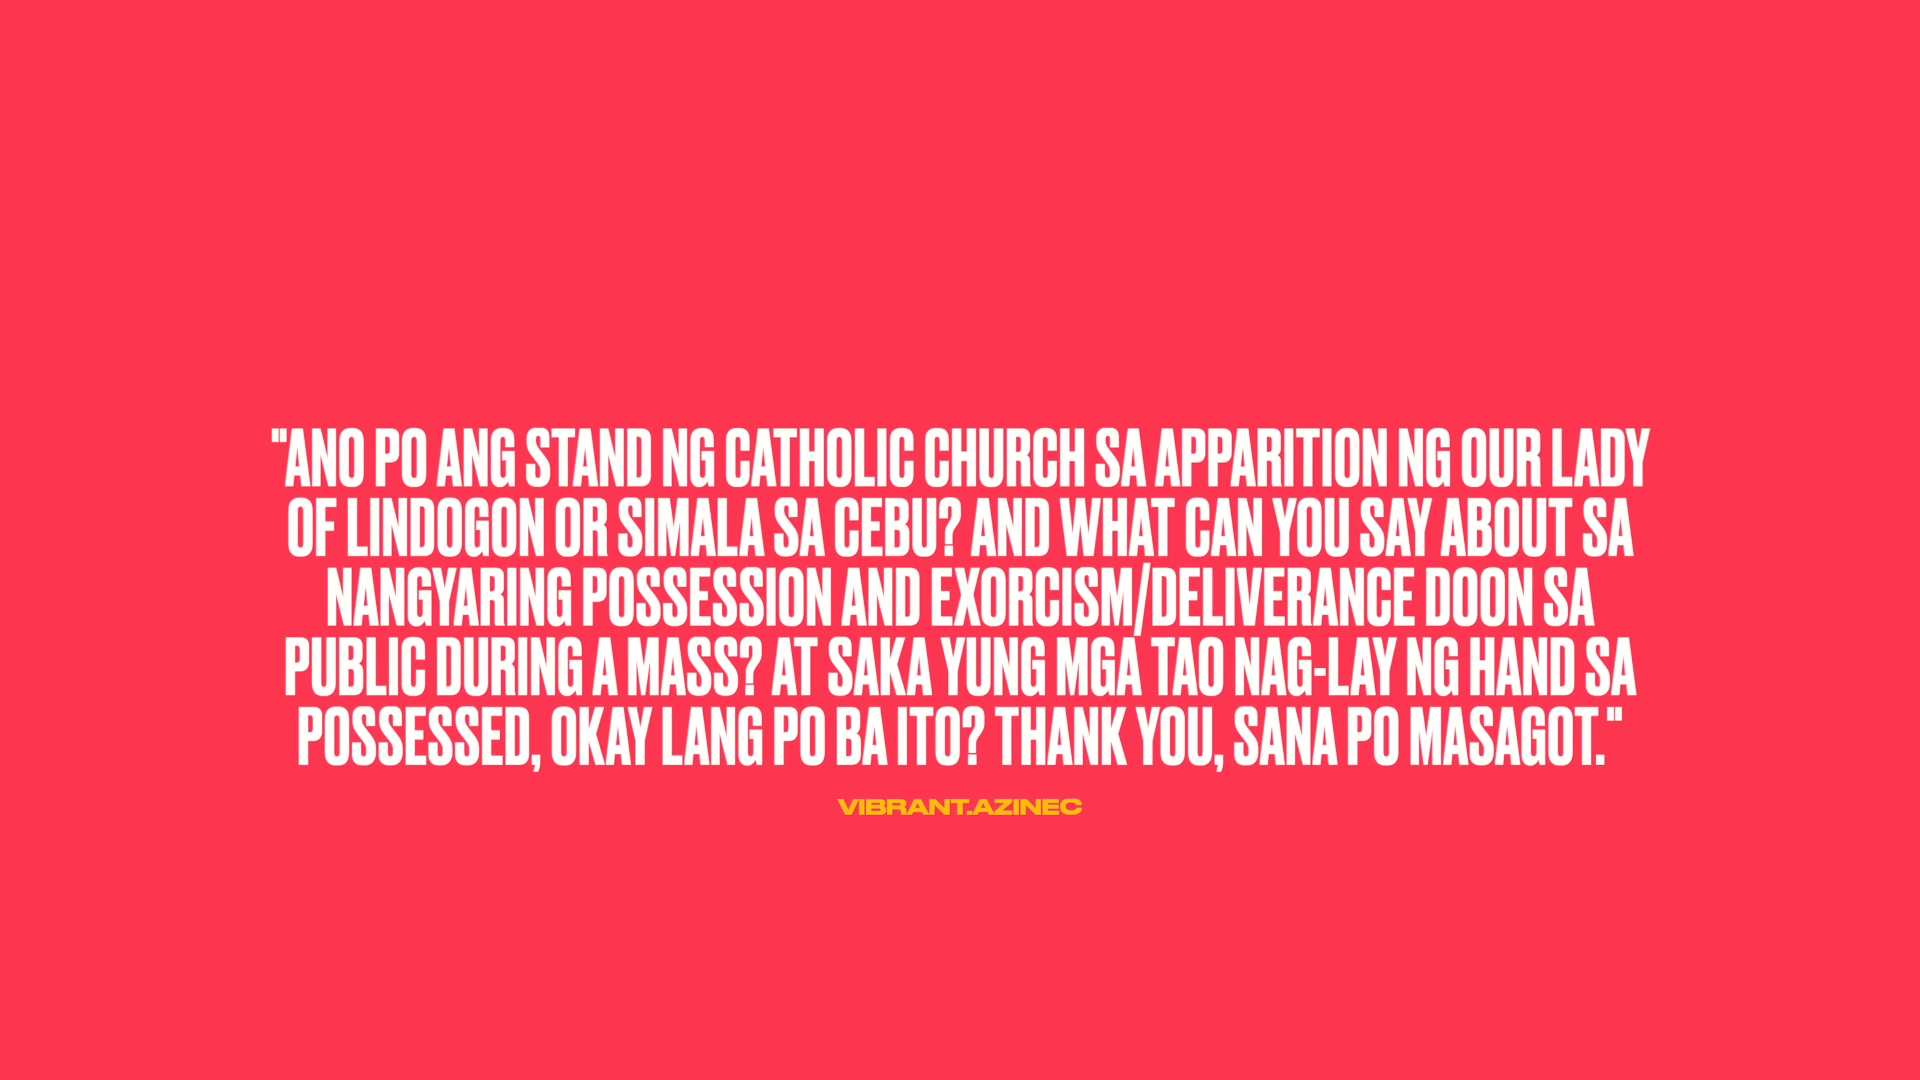 "ANO PO ANG STAND NG CATHOLIC CHURCH SA APPARITION NG OUR LADY
OF LINDOGON OR SIMALA SA CEBU? AND WHAT CAN YOU SAY ABOUT SA
NANGYARING POSSESSION AND EXORCISM/DELIVERANCE DOON SA
PUBLIC DURING A MASS? AT SAKA YUNG MGA TAO NAG-LAY NG HAND SA
POSSESSED, OKAY LANG PO BA ITO? THANK YOU, SANA PO MASAGOT."
VIBRANT.AZINEC